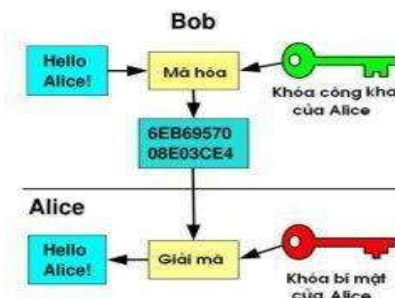 Bob
Hello
Alice!
Mã hóa
Khóa công kha
của Alice
6EB69570
08E03CE4
Alice
Hello
Alice!
Giải mã
Khóa bí mật
của Alice